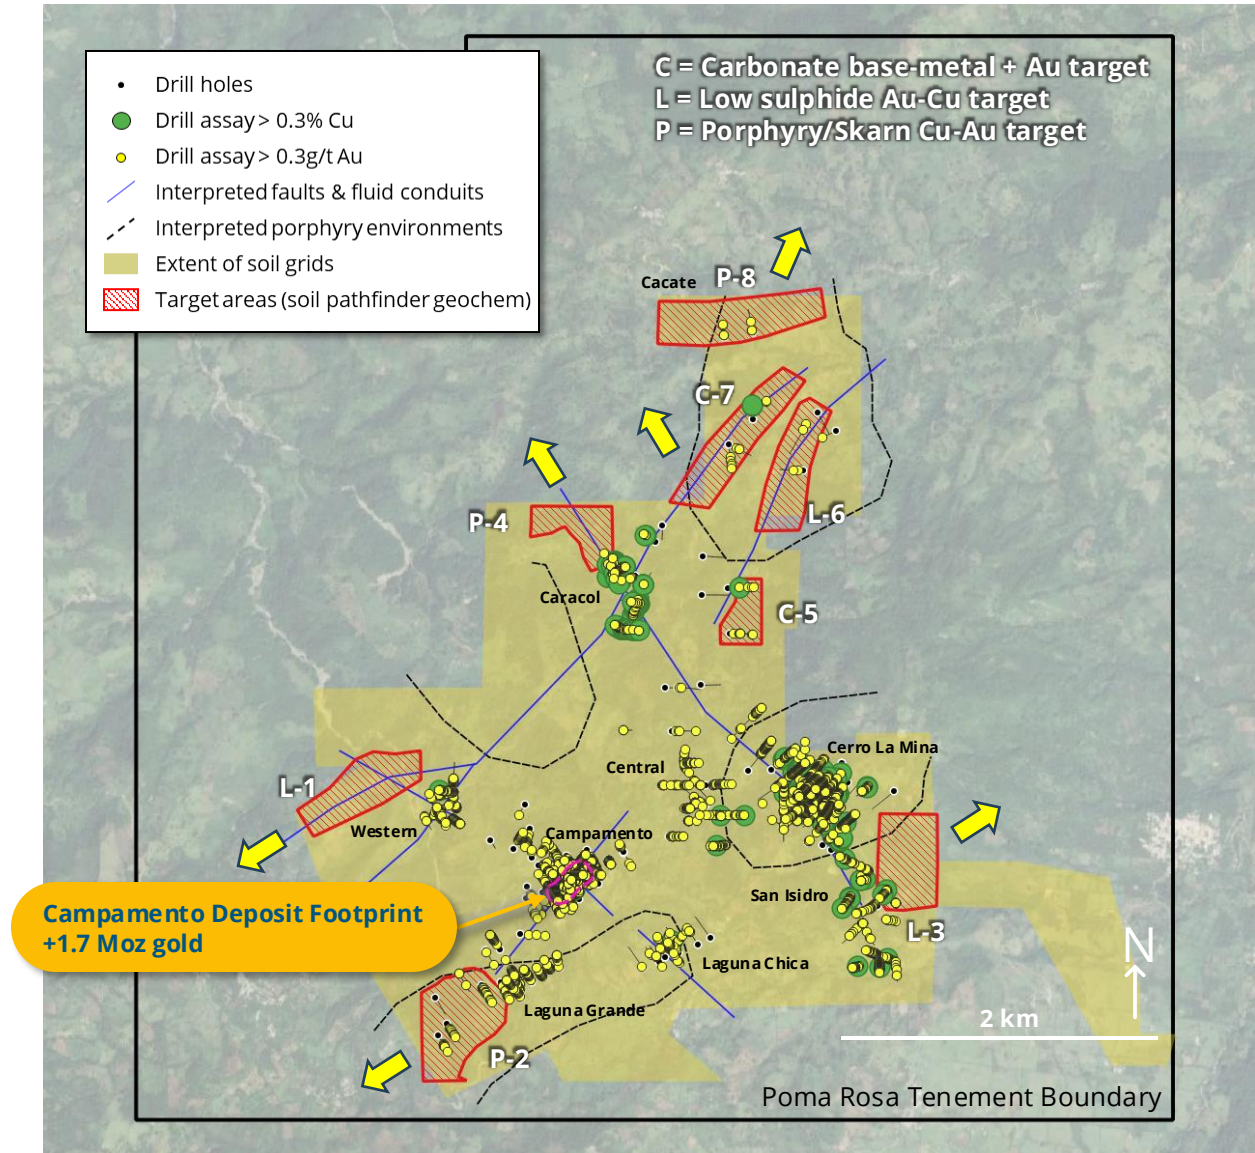 Drill holes
Drill assay > 0.3% Cu
Drill assay > 0.3g/t Au
Interpreted faults & fluid conduits
Interpreted porphyry environments
Extent of soil grids
Target areas (soil pathfinder geochem)
C = Carbonate base-metal + Au target
L = Low sulphide Au-Cu target
P = Porphyry/Skarn Cu-Au target
Cacate
P-8
C-7
L-6
P-4
Caracol
C-5
Cerro La Mina
Central
L-1
Western
Campamento
San Isidro
Campamento Deposit Footprint
+1.7 Moz gold
L-3
Laguna Chica
Laguna Grande
P-2
N
2 km
Poma Rosa Tenement Boundary